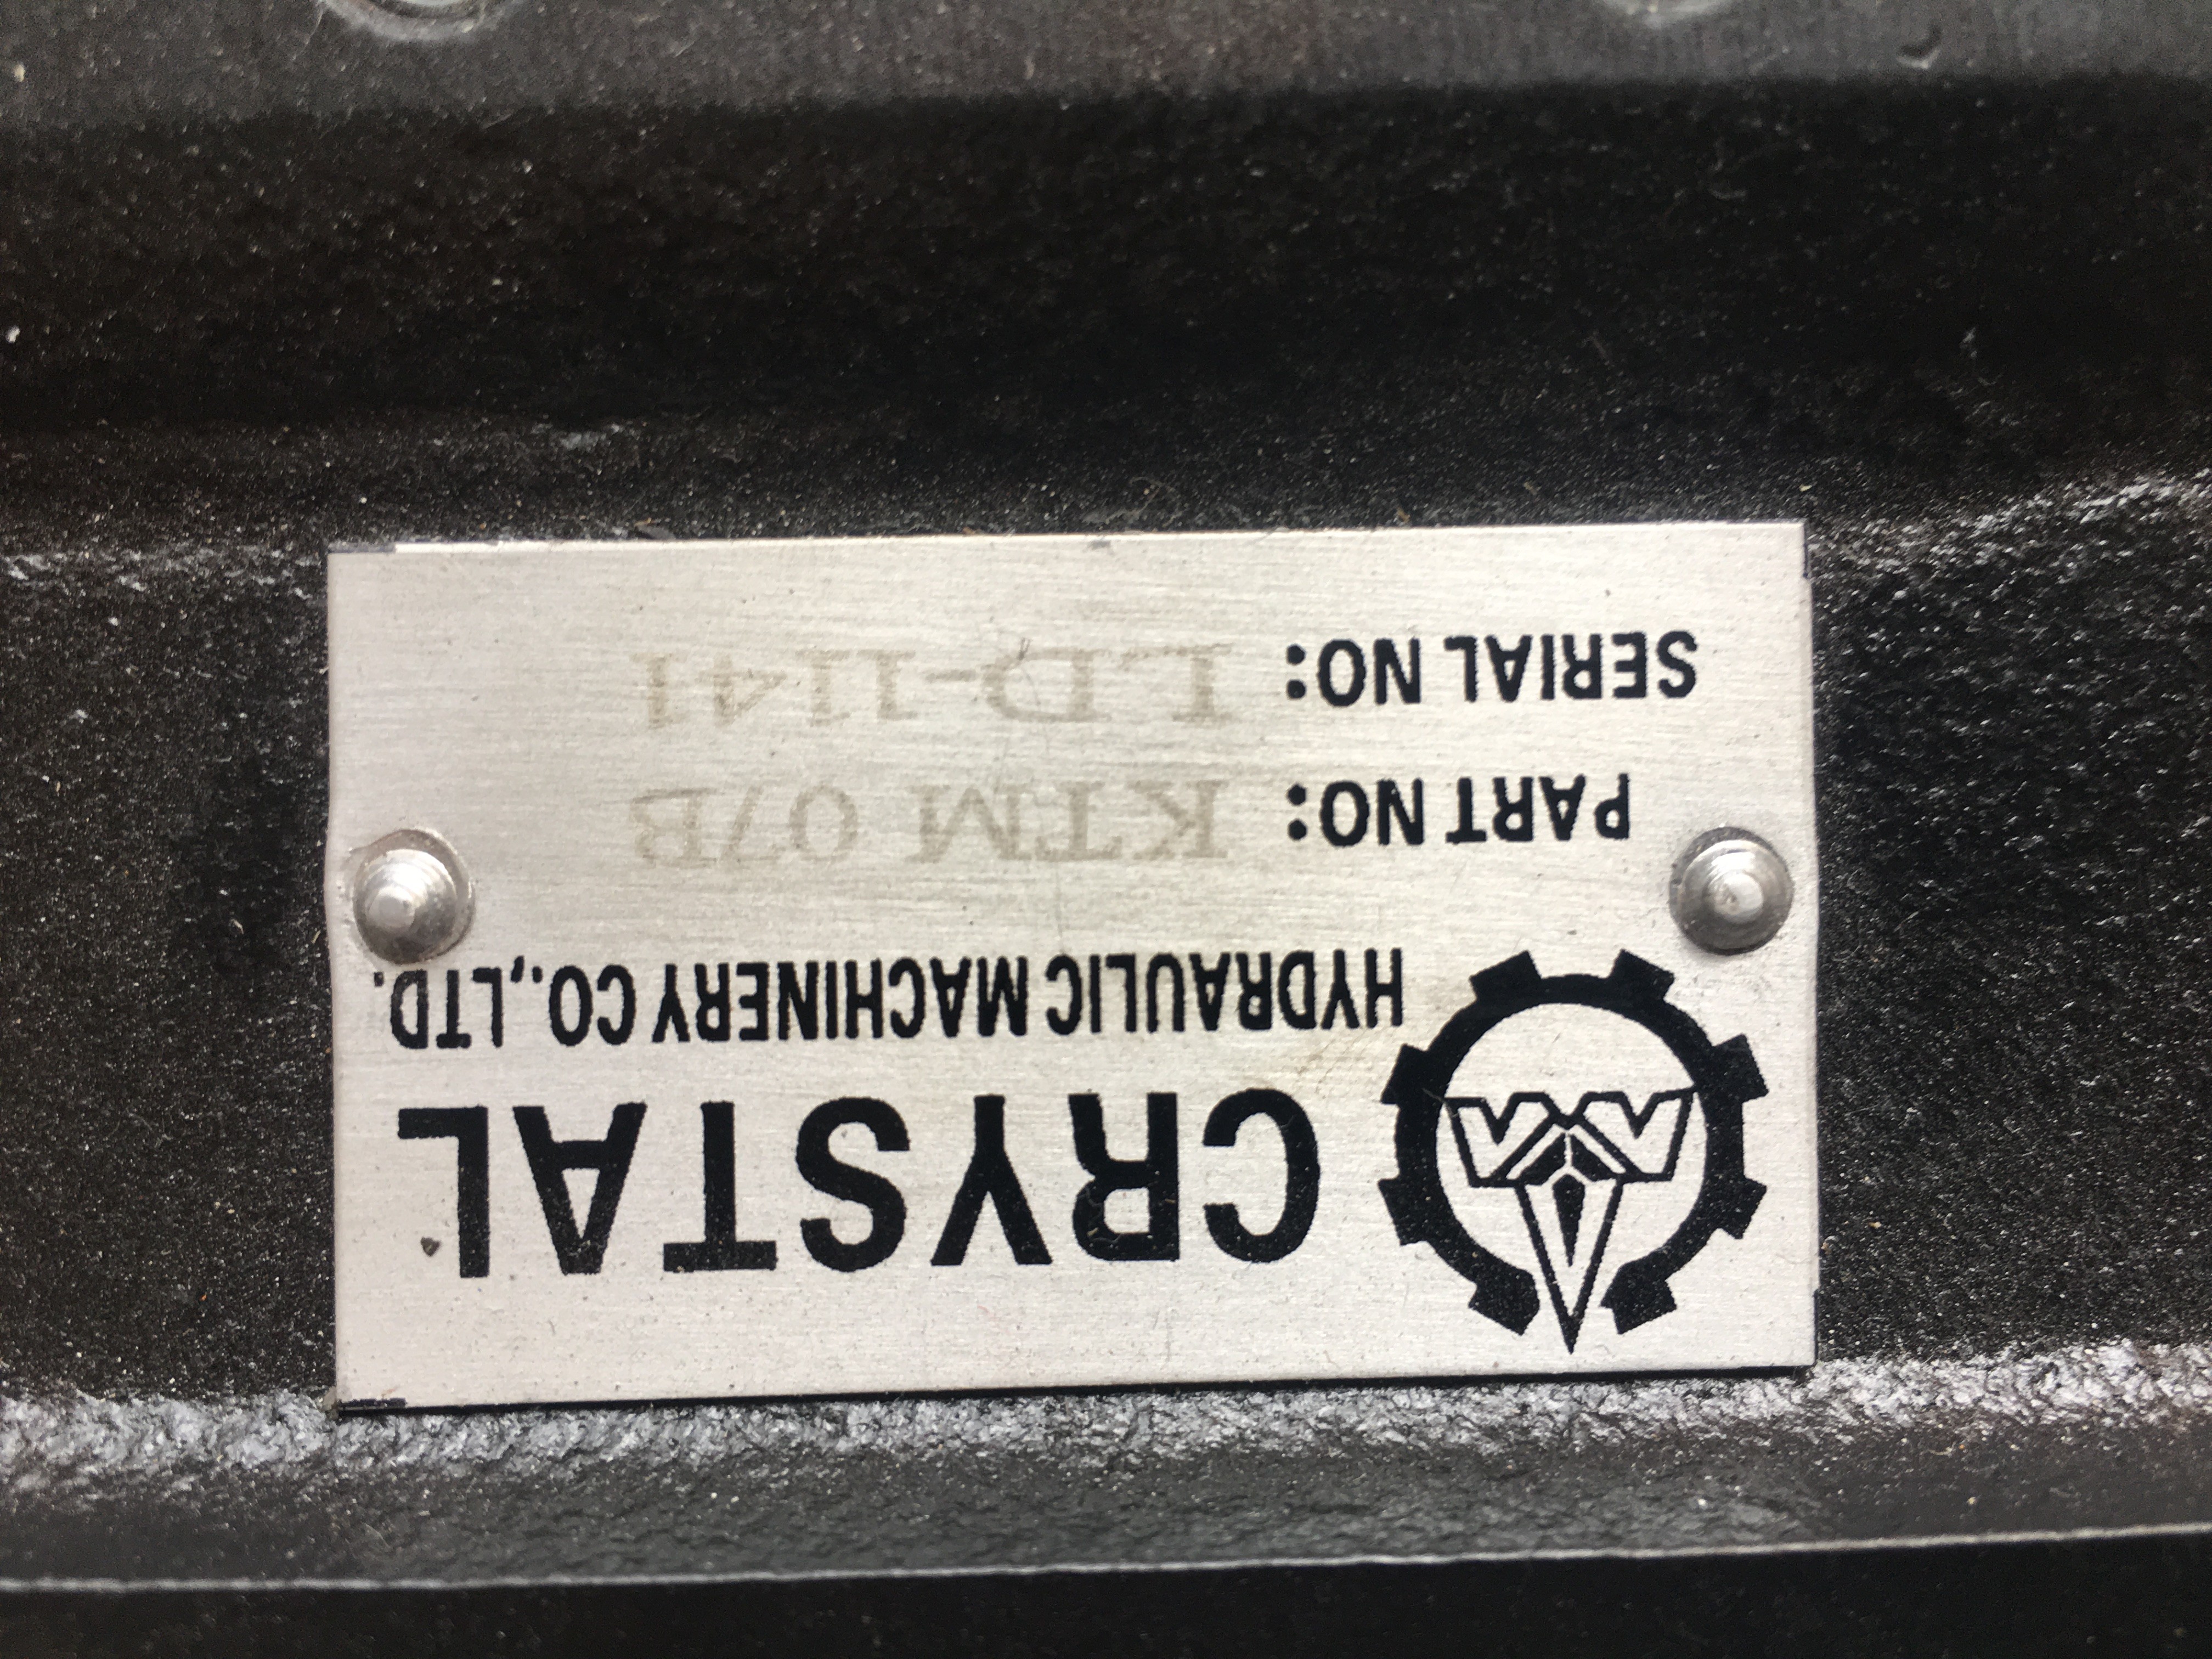 CRYSTAL
HYDRAULIC MACHINERY CO.,LTD.
PART NO: KTM 07B
SERIAL NO: LD-1141